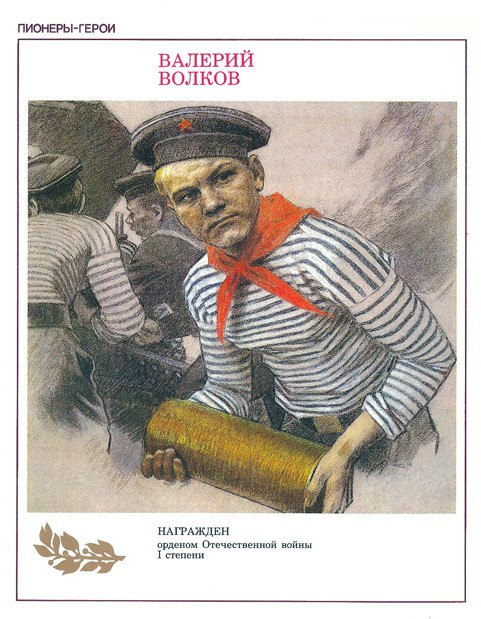 ПИОНЕРЫ-ГЕРОИ
ВАЛЕРИЙ
ВОЛКОВ
НАГРАЖДЕН
орденом Отечественной войны
I степени